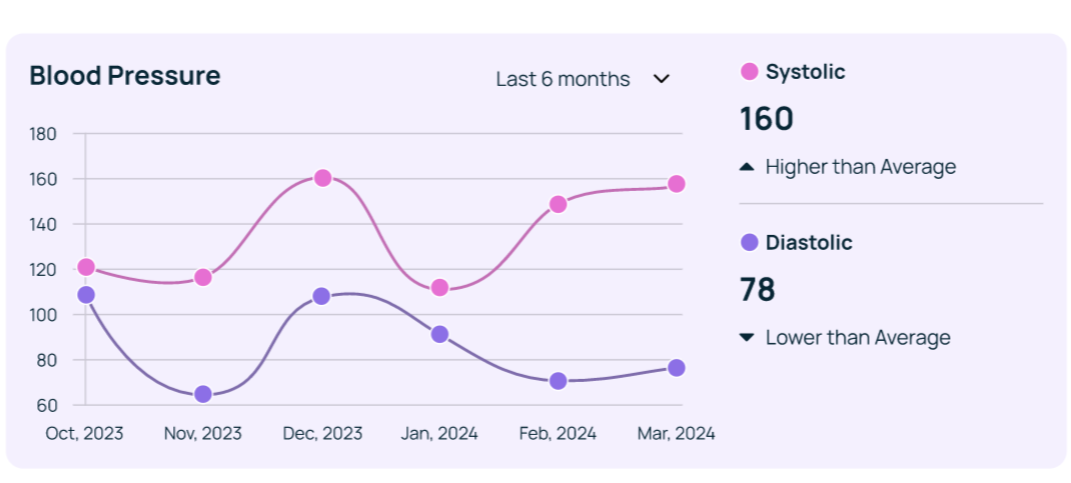 Blood Pressure
Last 6 months
180
160
140
120
100
80
60
Oct, 2023 Nov, 2023 Dec, 2023 Jan, 2024 Feb, 2024 Mar, 2024
Systolic
160
Higher than Average
Diastolic
78
Lower than Average